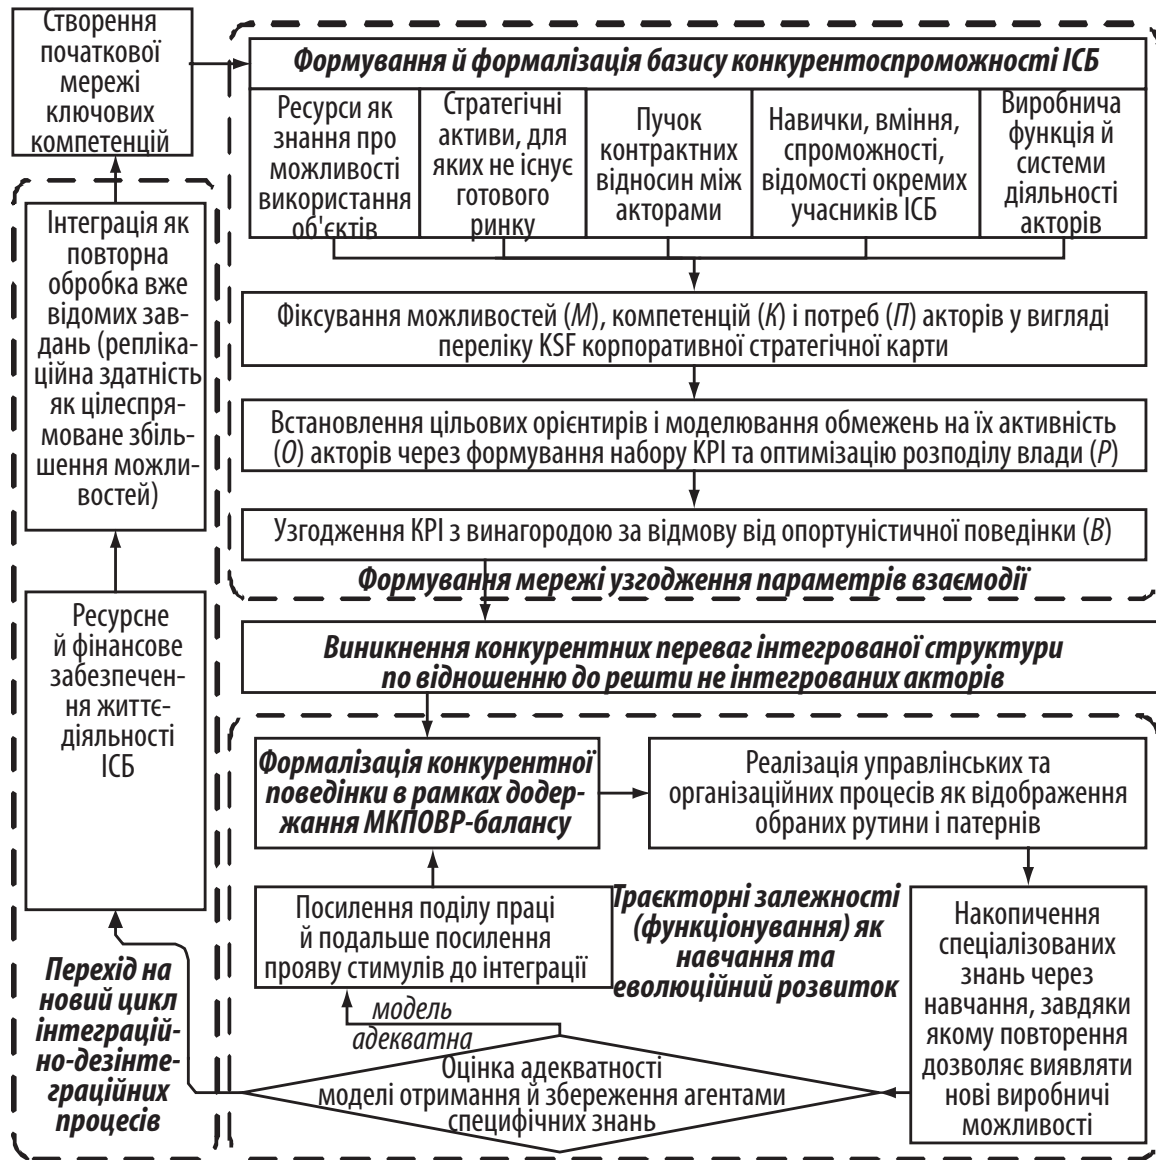 Створення
початкової
мережі
ключових
компетенцій
Формування й формалізація базису конкурентоспроможності ІСБ
Ресурси як
знання про
можливості
використання
об'єктів
Стратегічні
активи, для
яких не існує
готового
ринку
Пучок
контрактних
відносин між
акторами
Навички, вміння,
спроможності,
відомості окремих
учасників ІСБ
Виробнича
функція й
системи
діяльності
акторів
Фіксування можливостей (М), компетенцій (К) і потреб (П) акторів у вигляді
переліку KSF корпоративної стратегічної карти
Встановлення цільових орієнтирів і моделювання обмежень на їх активність
(О) акторів через формування набору KPI та оптимізацію розподілу влади (Р)
Узгодження KPI з винагородою за відмову від опортуністичної поведінки (В)
Формування мережі узгодження параметрів взаємодії
Інтеграція як
повторна
обробка вже
відомих зав-
дань (репліка-
ційна здатність
як цілеспря-
моване збіль-
шення можли-
востей)
Ресурсне
й фінансове
забезпечен-
ня життє-
діяльності
ІСБ
Перехід на
новий цикл
інтеграцій-
но-дезінте-
граційних
процесів
Виникнення конкурентних переваг інтегрованої структури
по відношенню до решти не інтегрованих акторів
Формалізація конкурентної
поведінки в рамках додер-
жання МКПОВР-балансу
Реалізація управлінських та
організаційних процесів як відображення
обраних рутини і патернів
Посилення поділу праці
й подальше посилення
прояву стимулів до інтеграції
Траєкторні залежності
(функціонування) як
навчання та
еволюційний розвиток
Накопичення
спеціалізованих
знань через
навчання, завдяки
якому повторення
дозволяє виявляти
нові виробничі
можливості
модель
адекватна
Оцінка адекватності
моделі отримання й збереження агентами
специфічних знань